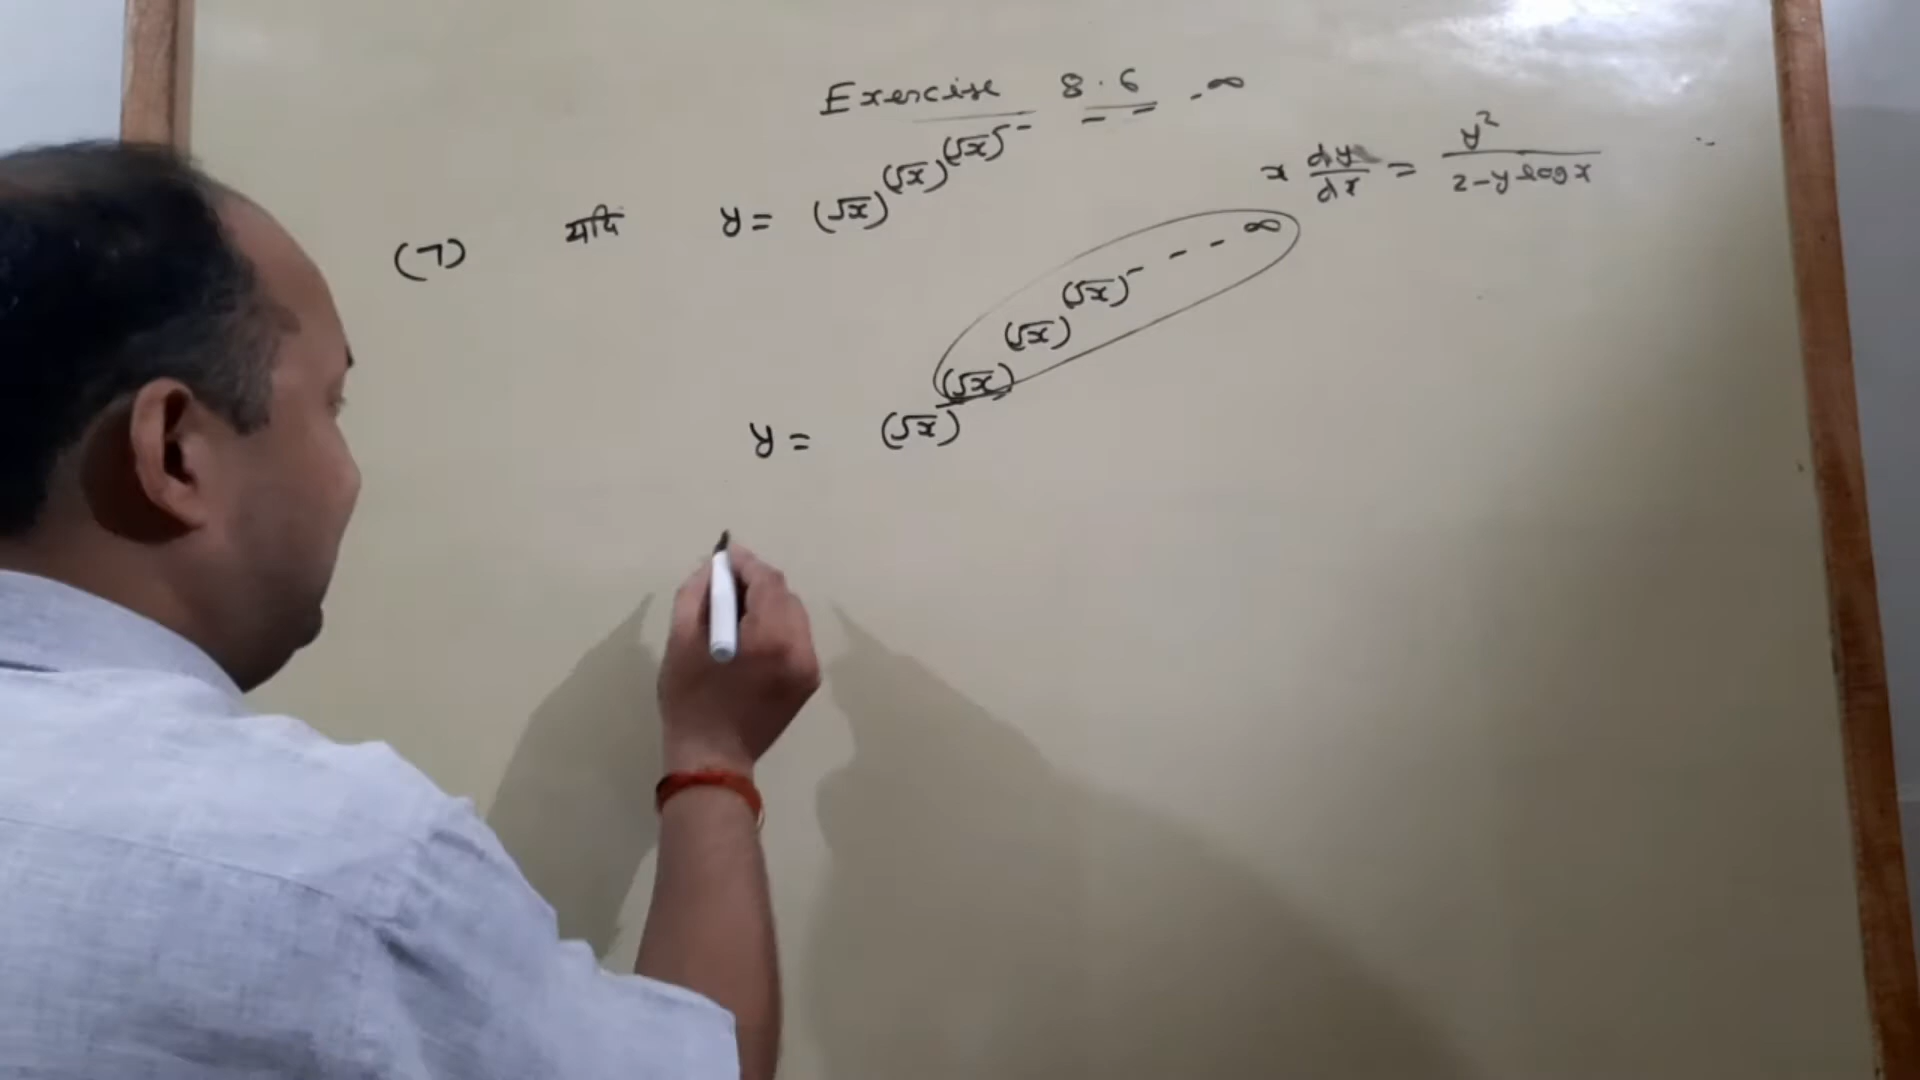 Exercise 8.6
(7) यदि y = (√x)^(√x)^(√x)^- - - - ∞ x dy/dx = y²/(2-y log x)
y = (√x)^(√x)^(√x)^(√x)^- - - ∞